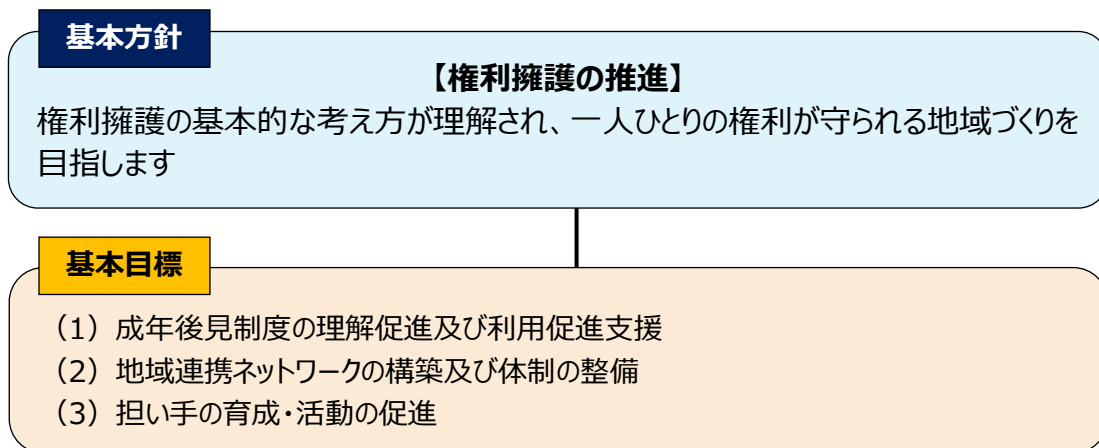 基本方針
【権利擁護の推進】
権利擁護の基本的な考え方が理解され、一人ひとりの権利が守られる地域づくりを
目指します
基本目標
（1）成年後見制度の理解促進及び利用促進支援
（2）地域連携ネットワークの構築及び体制の整備
（3）担い手の育成・活動の促進